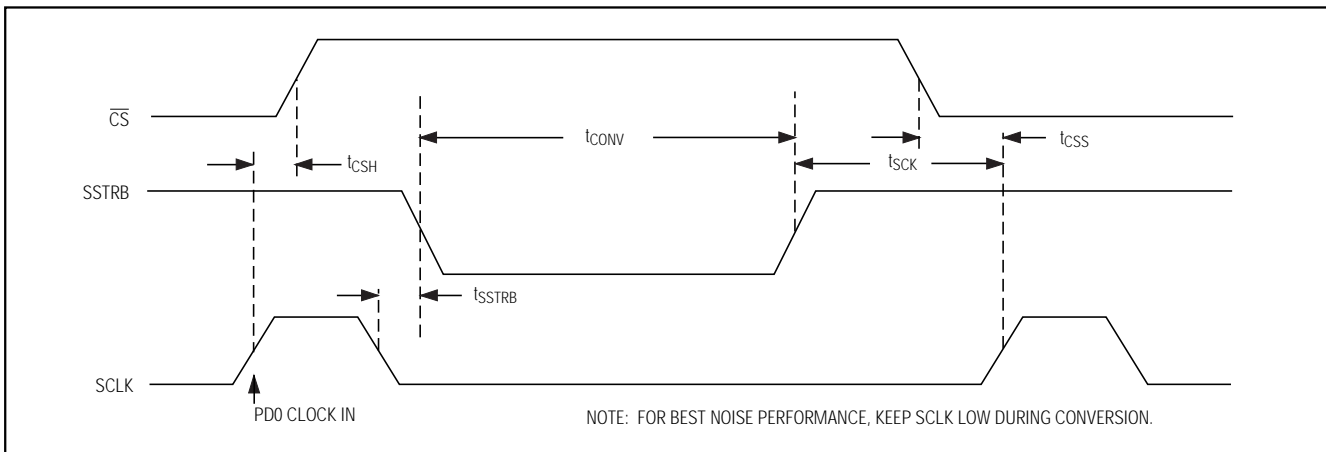 CS
tCONV
tCSS
tCSH
tSCK
SSTRB
tSSTRB
SCLK
PD0 CLOCK IN
NOTE: FOR BEST NOISE PERFORMANCE, KEEP SCLK LOW DURING CONVERSION.